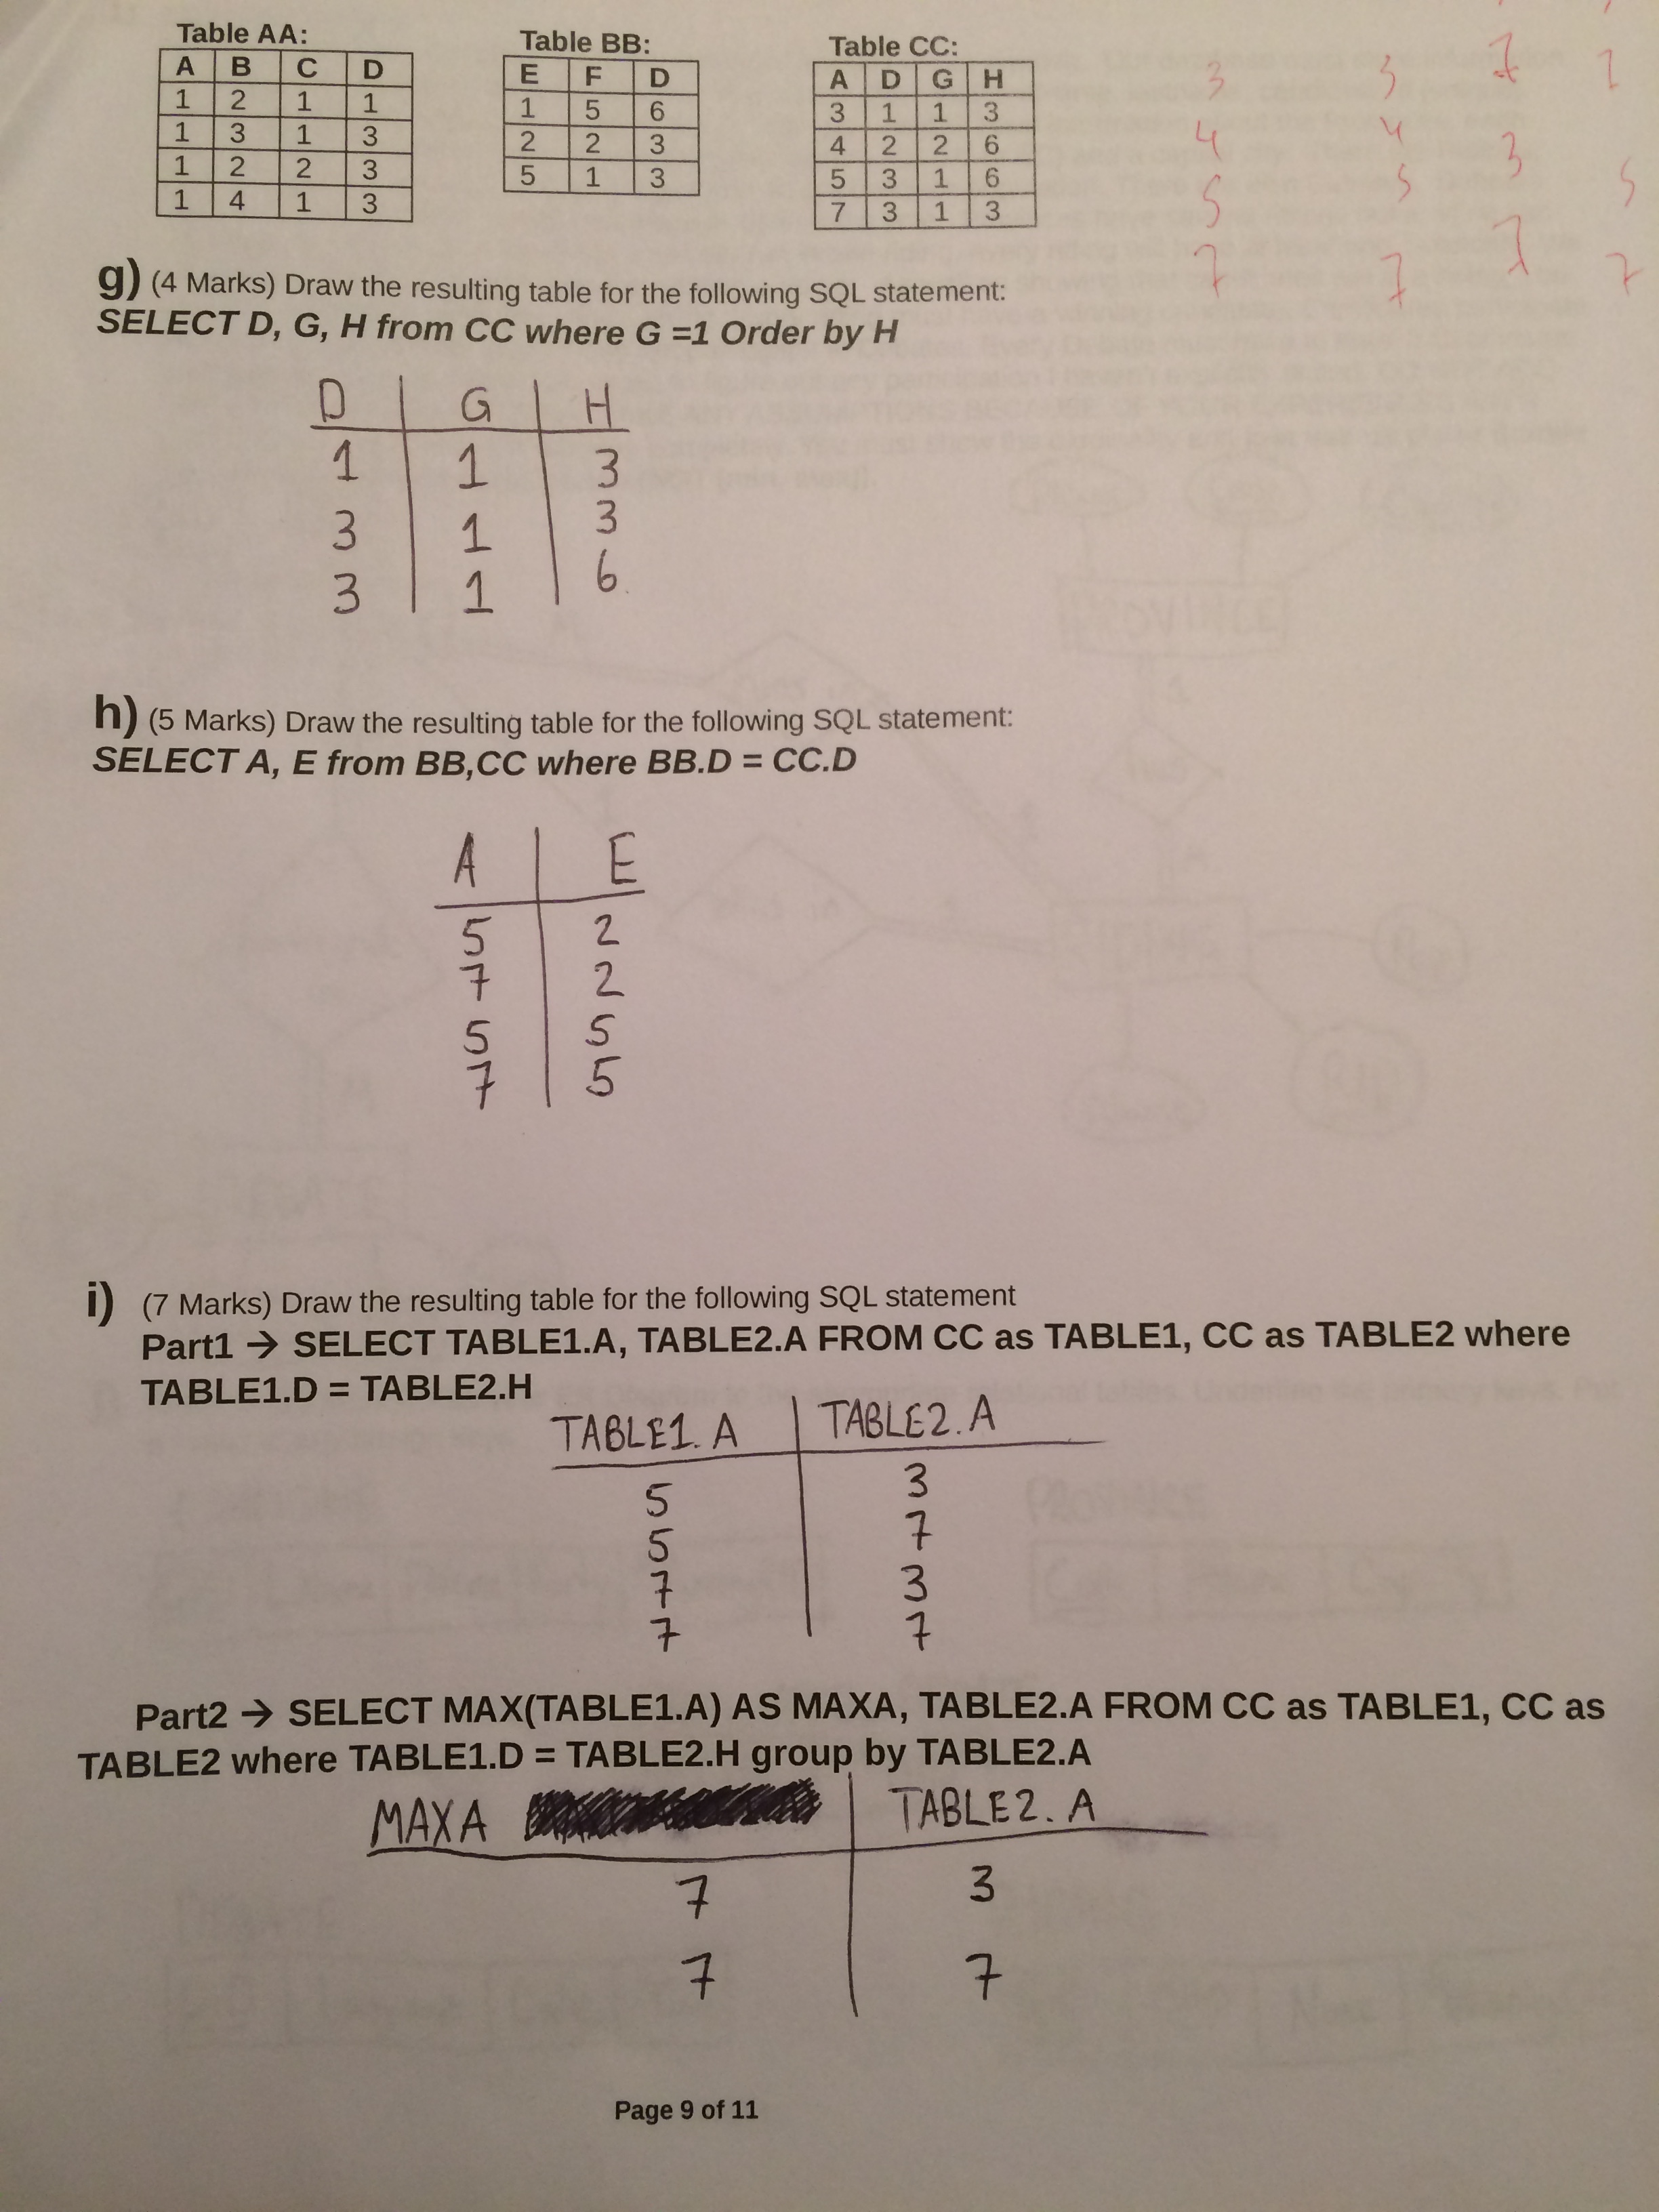 Table AA: Table BB: Table CC:
A B C D E F D A D G H
1 2 1 1 1 5 6 3 1 1 3
1 3 1 3 2 2 3 4 2 2 6
1 2 2 3 5 1 3 5 3 1 6
1 4 1 3 7 3 1 3
3 3 7
4 4 3
5 5 5
7 7 7 7
g) (4 Marks) Draw the resulting table for the following SQL statement:
SELECT D, G, H from CC where G =1 Order by H
D G H
1 1 3
3 1 3
3 1 6
h) (5 Marks) Draw the resulting table for the following SQL statement:
SELECT A, E from BB,CC where BB.D = CC.D
A E
5 2
7 2
5 5
7 5
i) (7 Marks) Draw the resulting table for the following SQL statement
Part1 → SELECT TABLE1.A, TABLE2.A FROM CC as TABLE1, CC as TABLE2 where
TABLE1.D = TABLE2.H
TABLE1.A TABLE2.A
5 3
5 7
7 3
7 7
Part2 → SELECT MAX(TABLE1.A) AS MAXA, TABLE2.A FROM CC as TABLE1, CC as
TABLE2 where TABLE1.D = TABLE2.H group by TABLE2.A
MAXA TABLE2.A
7 3
7 7
Page 9 of 11